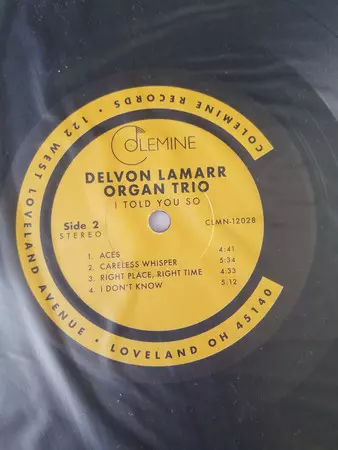 COLEMINE
DELVON LAMARR
ORGAN TRIO
I TOLD YOU SO
Side 2
STEREO
CLMN-12028
1. ACES 4:41
2. CARELESS WHISPER 5:34
3. RIGHT PLACE, RIGHT TIME 4:33
4. I DON'T KNOW 5:12
COLEMINE RECORDS • 122 WEST LOVELAND AVENUE • LOVELAND OH 45140
COLEMINE RECORDS